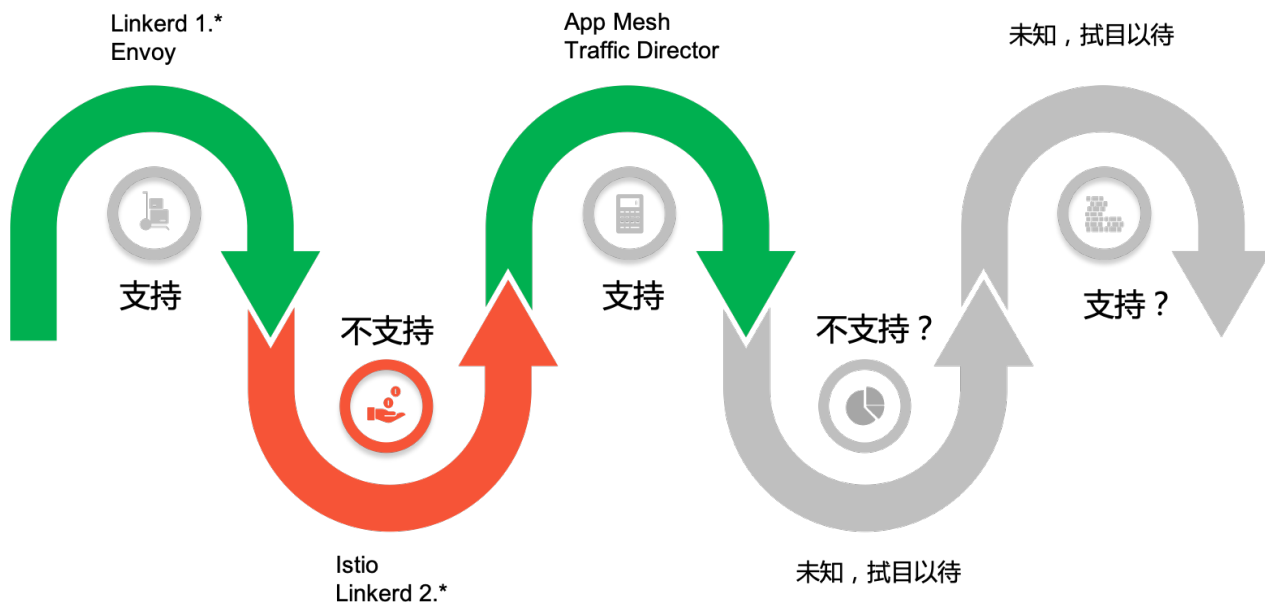 Linkerd 1.*
Envoy
App Mesh
Traffic Director
未知，拭目以待
支持
不支持
支持
不支持？
支持？
Istio
Linkerd 2.*
未知，拭目以待